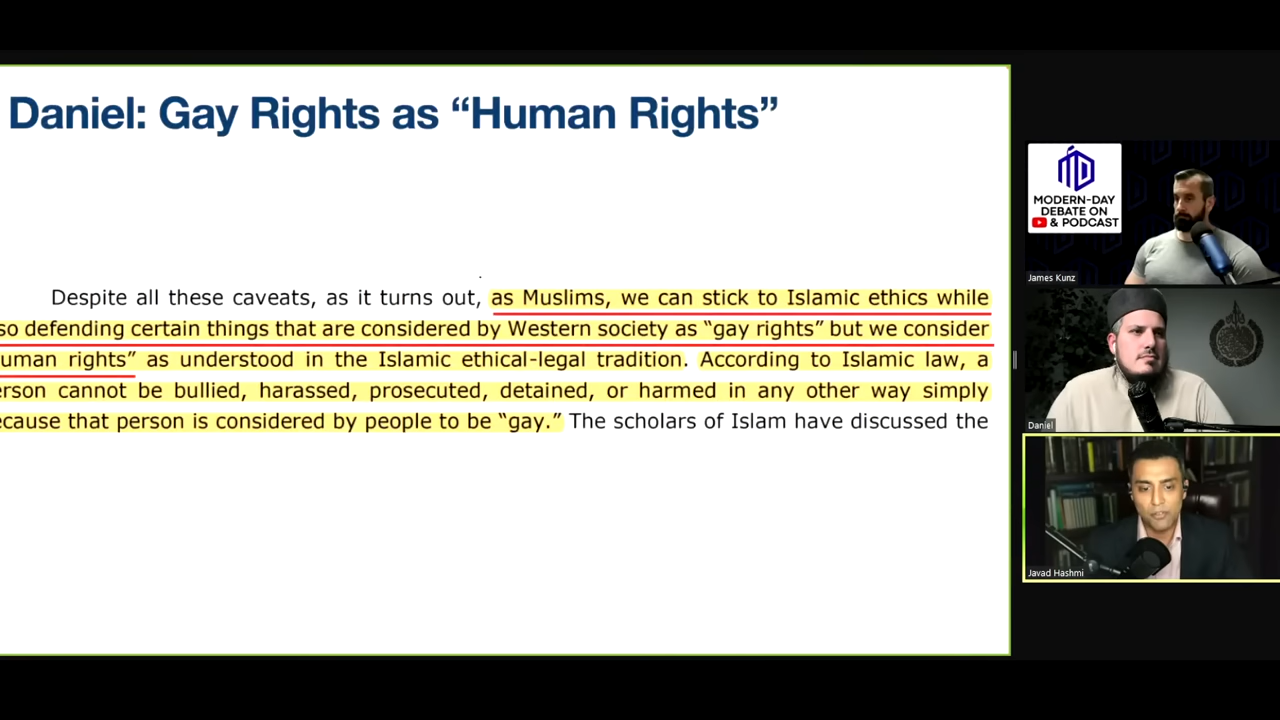 Daniel: Gay Rights as “Human Rights”
Despite all these caveats, as it turns out, as Muslims, we can stick to Islamic ethics while
so defending certain things that are considered by Western society as “gay rights” but we consider
uman rights” as understood in the Islamic ethical-legal tradition. According to Islamic law, a
erson cannot be bullied, harassed, prosecuted, detained, or harmed in any other way simply
ecause that person is considered by people to be “gay.” The scholars of Islam have discussed the
MODERN-DAY
DEBATE ON
& PODCAST
James Kunz
Daniel
Javad Hashmi